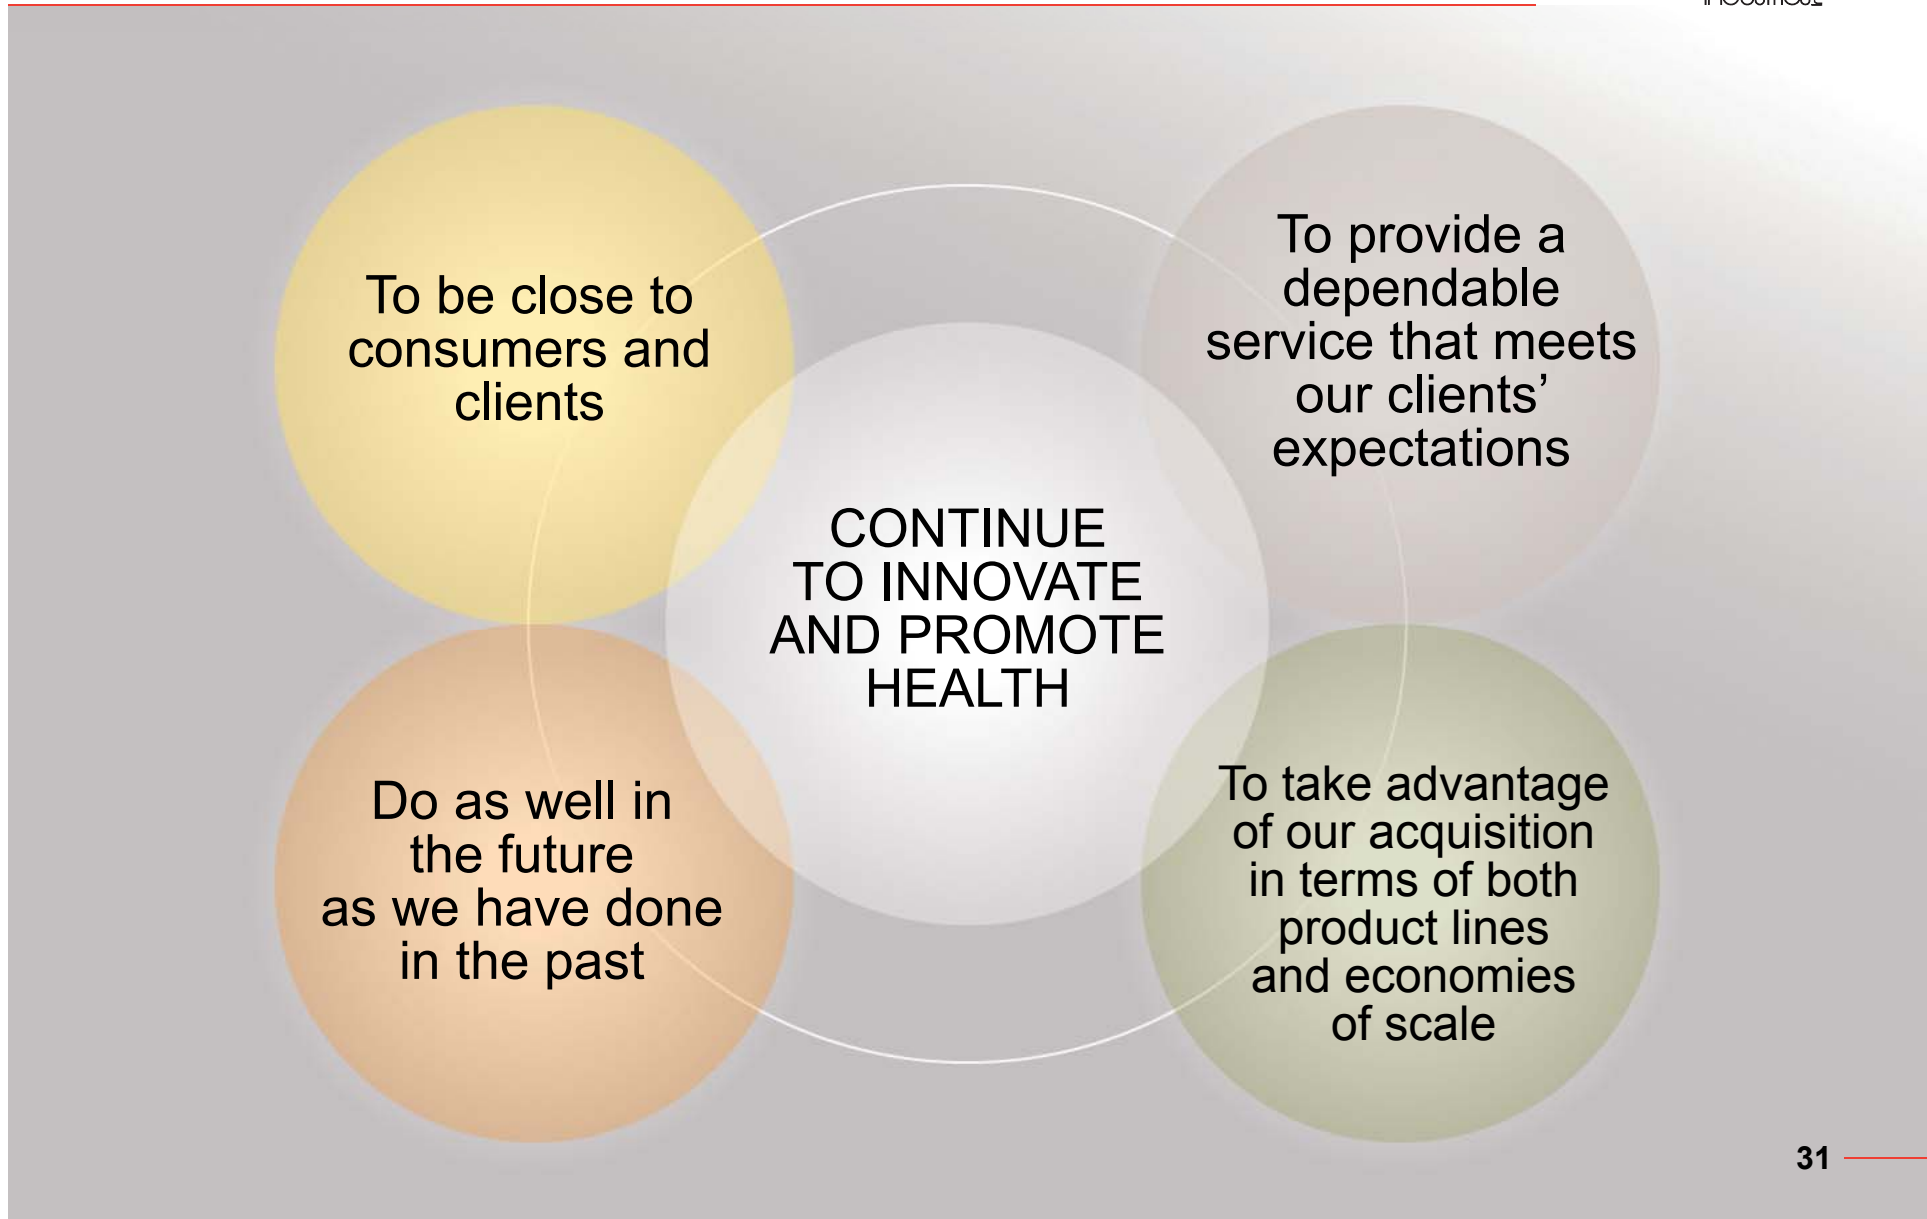 To be close to
consumers and
clients
To provide a
dependable
service that meets
our clients’
expectations
CONTINUE
TO INNOVATE
AND PROMOTE
HEALTH
Do as well in
the future
as we have done
in the past
To take advantage
of our acquisition
in terms of both
product lines
and economies
of scale
31